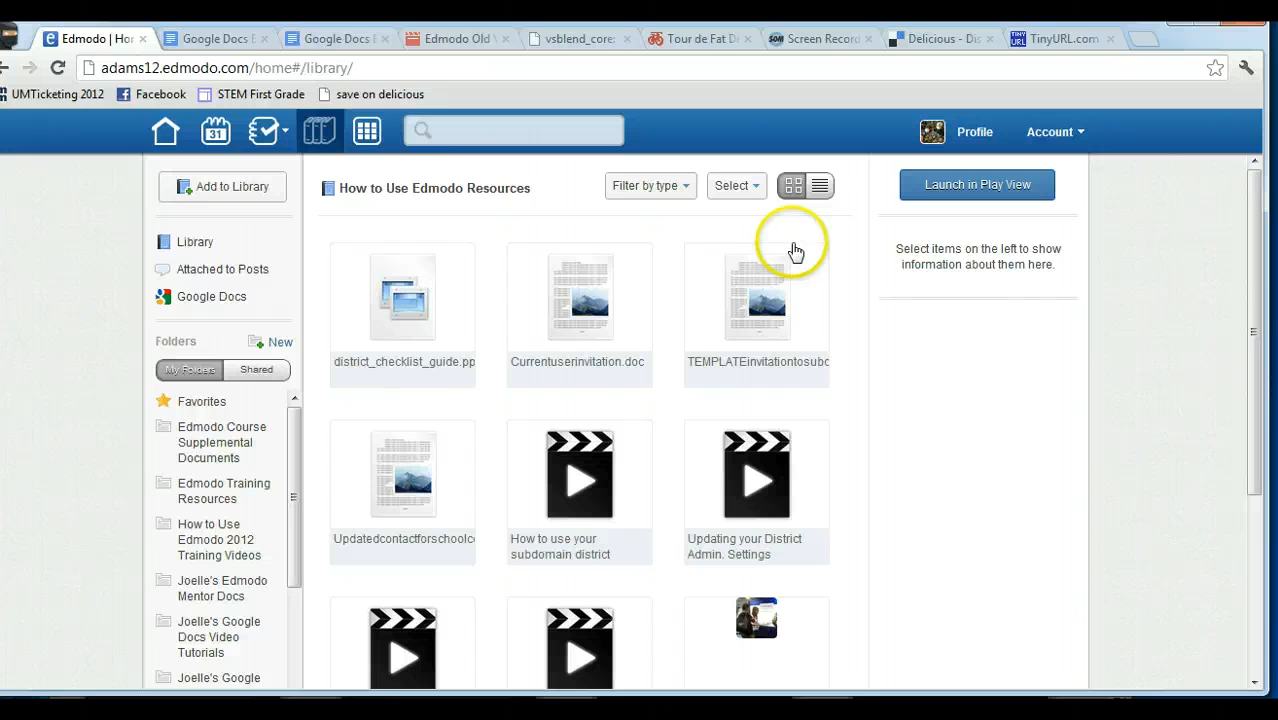 Edmodo | Hor
Google Docs E
Google Docs E
Edmodo Old V
vsblend_core:
Tour de Fat D
Screen Record
Delicious - Dis
TINY URL
TinyURL.com
adams12.edmodo.com/home#/library/
UMTicketing 2012
Facebook
STEM First Grade
save on delicious
31
Profile
Account
Add to Library
How to Use Edmodo Resources
Filter by type
Select
Launch in Play View
Library
Attached to Posts
Google Docs
Select items on the left to show
information about them here.
Folders
New
My Folders
Shared
Favorites
Edmodo Course
Supplemental
Documents
Edmodo Training
Resources
How to Use
Edmodo 2012
Training Videos
Joelle's Edmodo
Mentor Docs
Joelle's Google
Docs Video
Tutorials
Joelle's Google
district_checklist_guide.pp
Currentuserinvitation.doc
TEMPLATEinvitationtosubc
Updatedcontactforschoolcc
How to use your
subdomain district
Updating your District
Admin. Settings